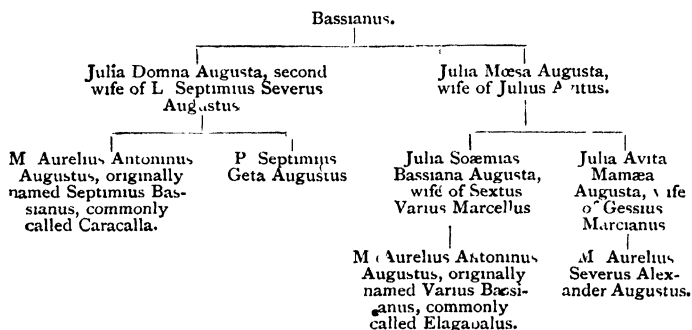 Bassianus.
Julia Domna Augusta, second
wife of L Septimius Severus
Augustus
Julia Mœsa Augusta,
wife of Julius Avitus.
M Aurelius Antoninus
Augustus, originally
named Septimius Bas-
sianus, commonly
called Caracalla.
P Septimius
Geta Augustus
Julia Soæmias
Bassiana Augusta,
wife of Sextus
Varius Marcellus
Julia Avita
Mamæa
Augusta, wife
of Gessius
Marcianus
M Aurelius Antoninus
Augustus, originally
named Varius Bassi-
anus, commonly
called Elagabalus.
M Aurelius
Severus Alex-
ander Augustus.